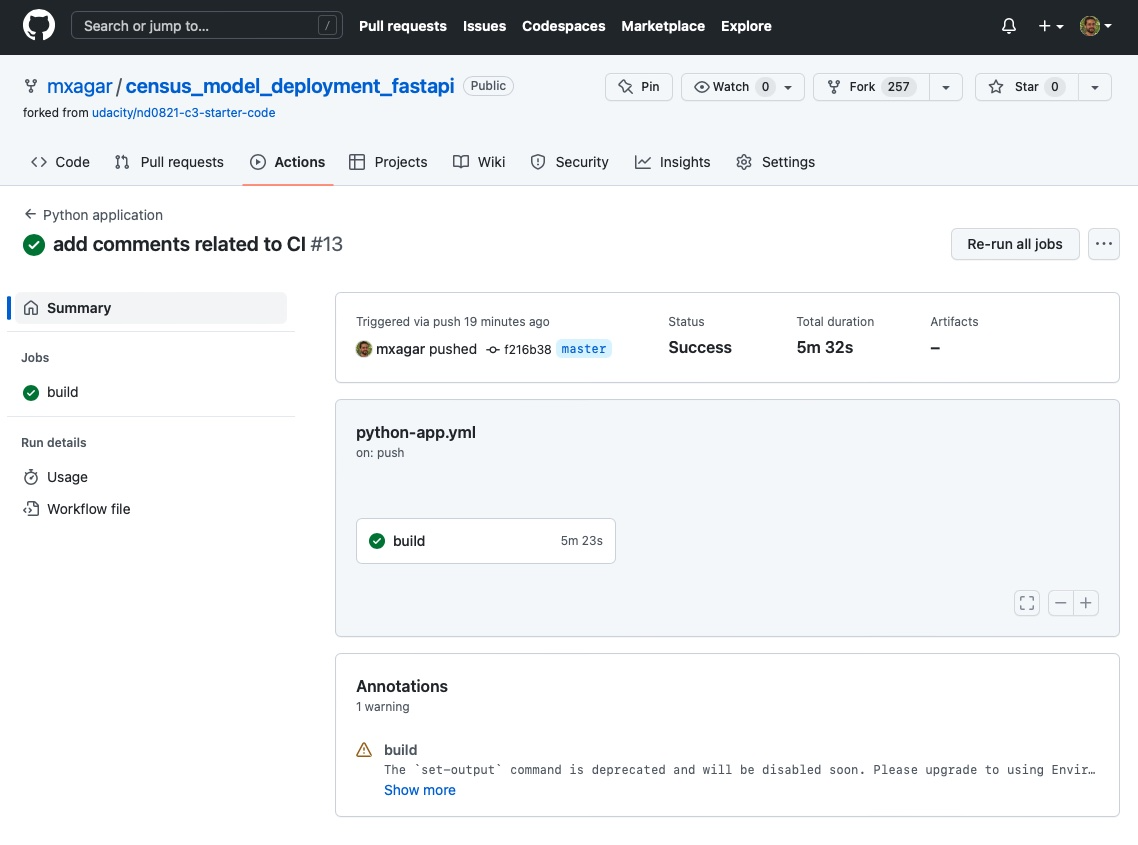 Search or jump to... / Pull requests Issues Codespaces Marketplace Explore
mxagar / census_model_deployment_fastapi Public Pin Watch 0 Fork 257 Star 0
forked from udacity/nd0821-c3-starter-code
Code Pull requests Actions Projects Wiki Security Insights Settings
Python application
add comments related to CI #13
Re-run all jobs
Summary
Jobs
build
Run details
Usage
Workflow file
Triggered via push 19 minutes ago Status Total duration Artifacts
mxagar pushed f216b38 master Success 5m 32s –
python-app.yml
on: push
build 5m 23s
Annotations
1 warning
build
The `set-output` command is deprecated and will be disabled soon. Please upgrade to using Envir…
Show more